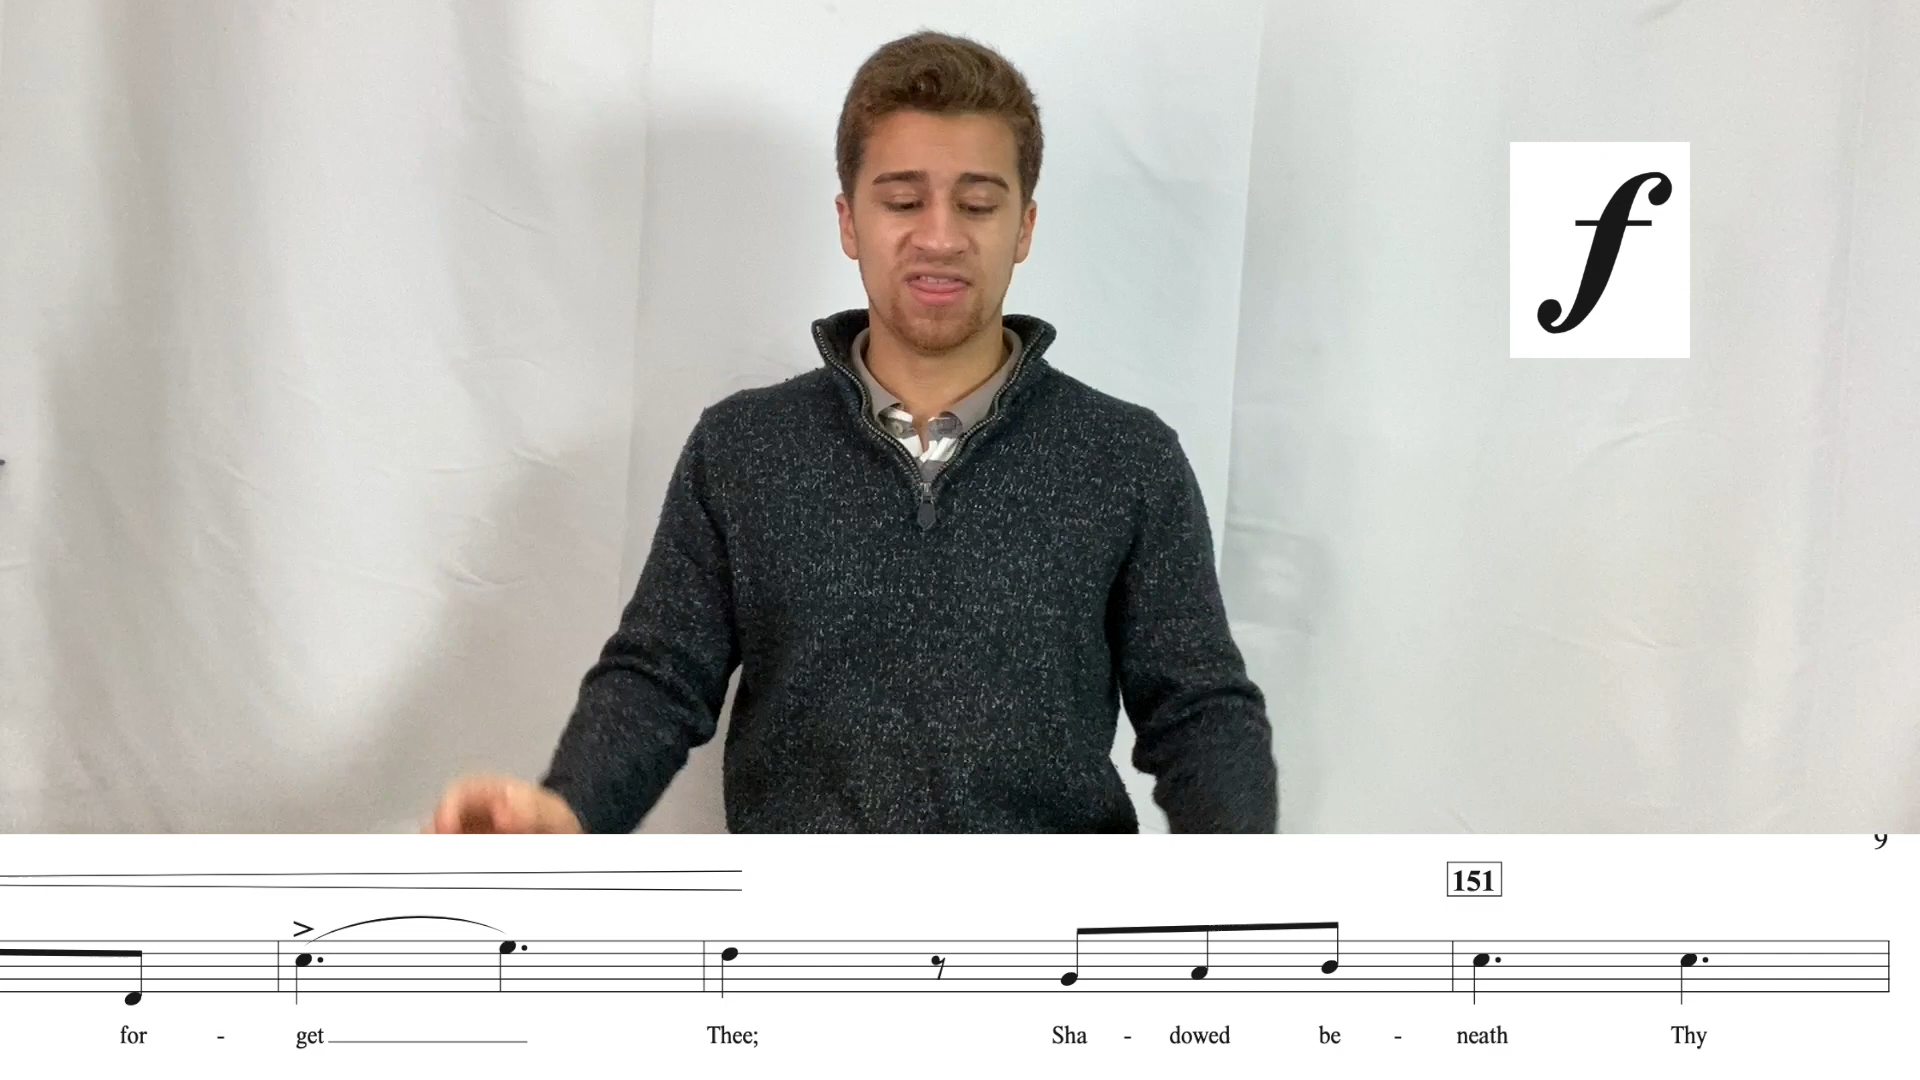 f
9
151
for - get Thee; Sha - dowed be - neath Thy